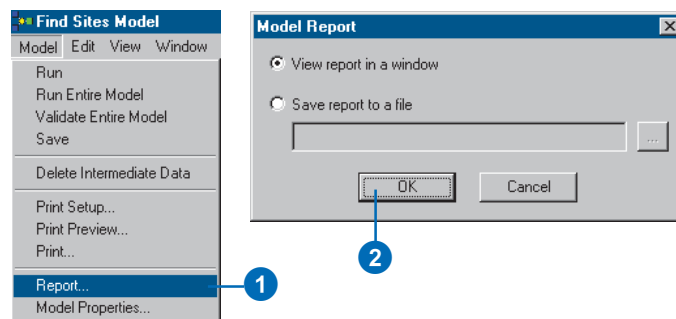 Find Sites Model
Model Edit View Window
Run
Run Entire Model
Validate Entire Model
Save
Delete Intermediate Data
Print Setup...
Print Preview...
Print...
Report...
Model Properties...
1
Model Report
View report in a window
Save report to a file
...
OK Cancel
2